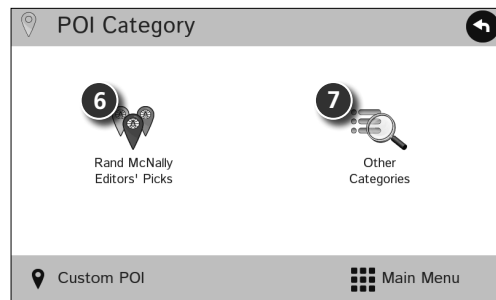 POI Category
6
7
Rand McNally
Editors' Picks
Other
Categories
Custom POI
Main Menu